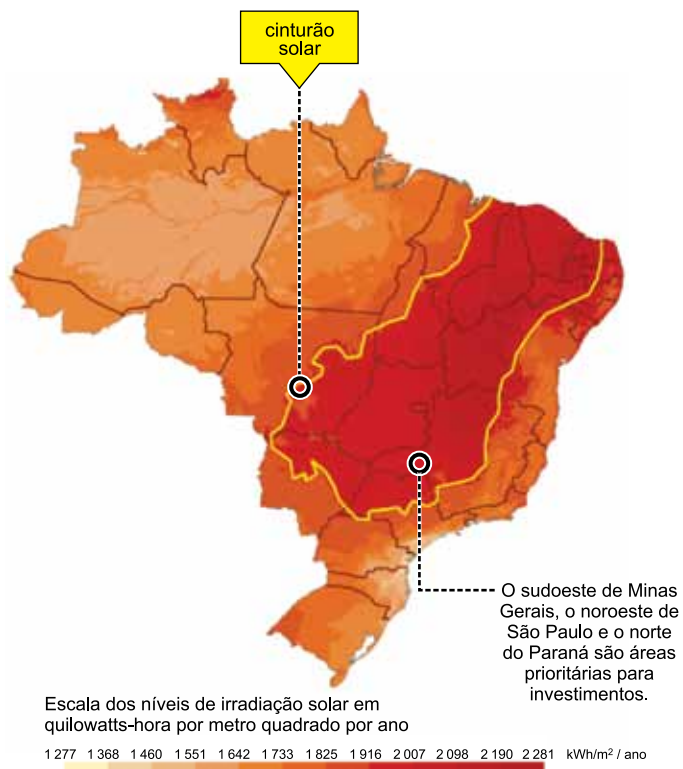 cinturão
solar
O sudoeste de Minas
Gerais, o noroeste de
São Paulo e o norte
do Paraná são áreas
prioritárias para
investimentos.
Escala dos níveis de irradiação solar em
quilowatts-hora por metro quadrado por ano
1 277 1 368 1 460 1 551 1 642 1 733 1 825 1 916 2 007 2 098 2 190 2 281 kWh/m² / ano